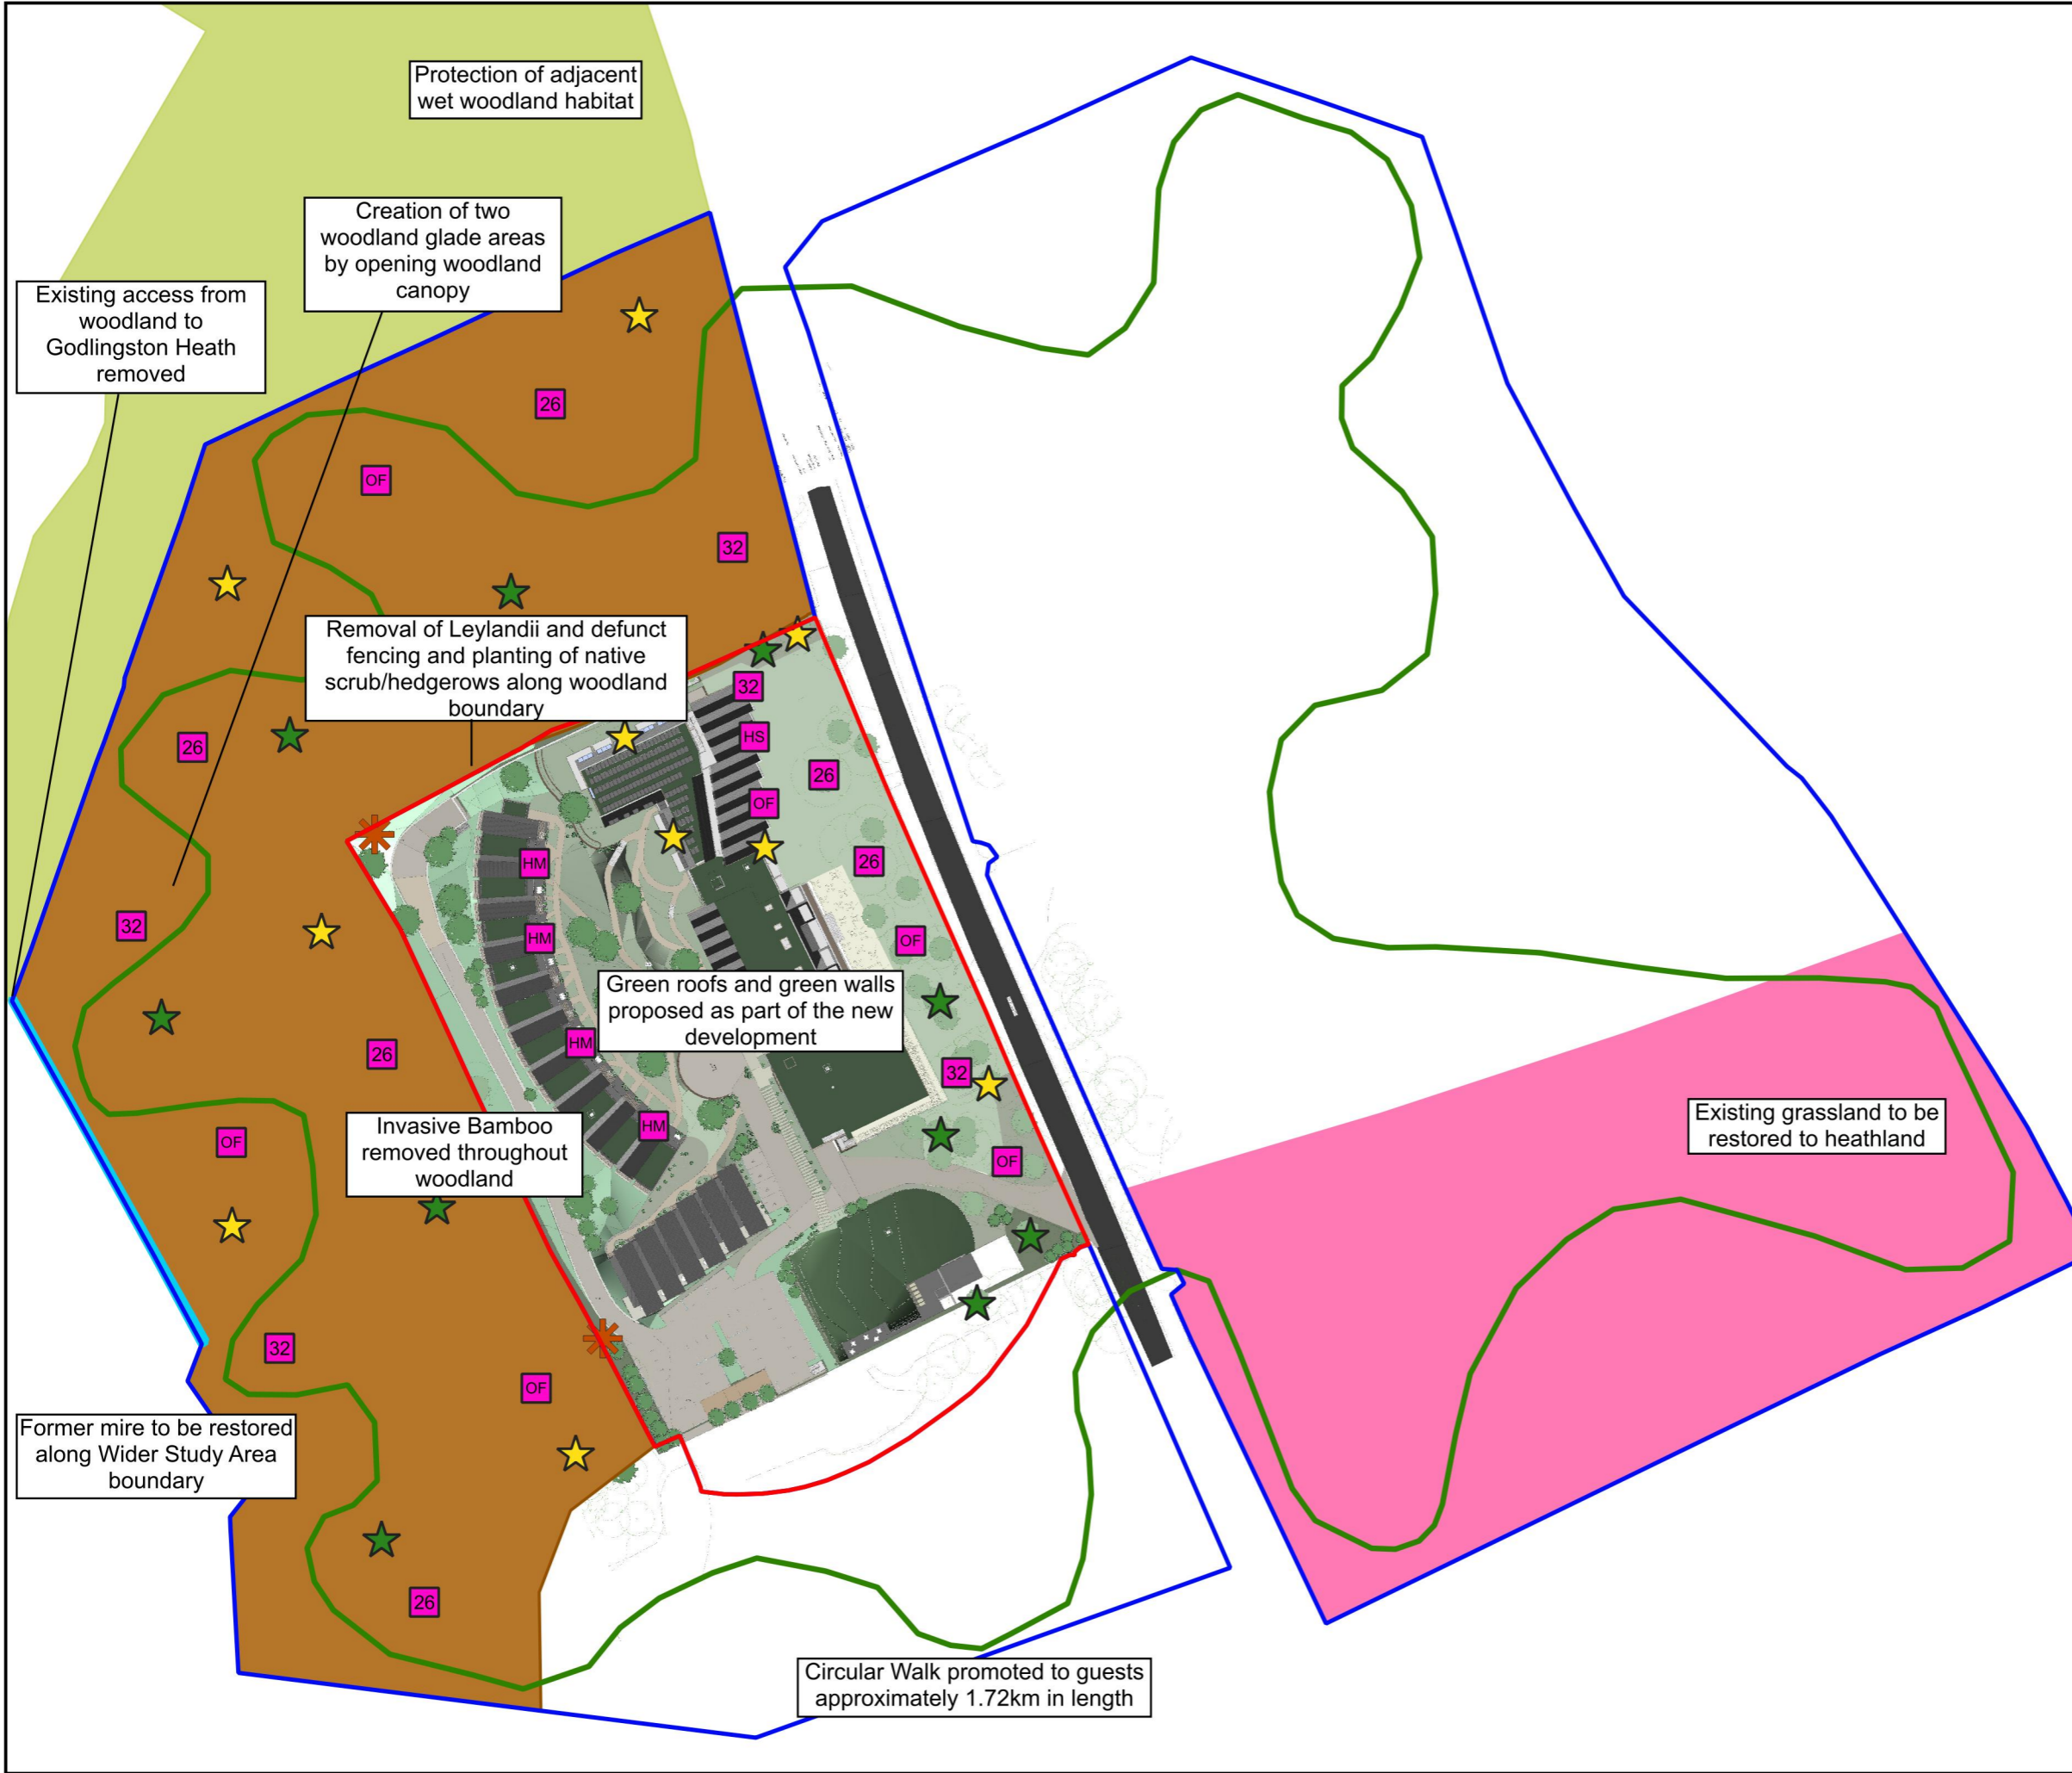 Protection of adjacent
wet woodland habitat
Creation of two
woodland glade areas
by opening woodland
canopy
Existing access from
woodland to
Godlingston Heath
removed
26
OF
32
Removal of Leylandii and defunct
fencing and planting of native
scrub/hedgerows along woodland
boundary
32
HS
26
26
OF
HM
26
32
HM
OF
Green roofs and green walls
proposed as part of the new
development
HM
26
32
Invasive Bamboo
removed throughout
woodland
HM
OF
OF
Existing grassland to be
restored to heathland
32
OF
Former mire to be restored
along Wider Study Area
boundary
26
Circular Walk promoted to guests
approximately 1.72km in length